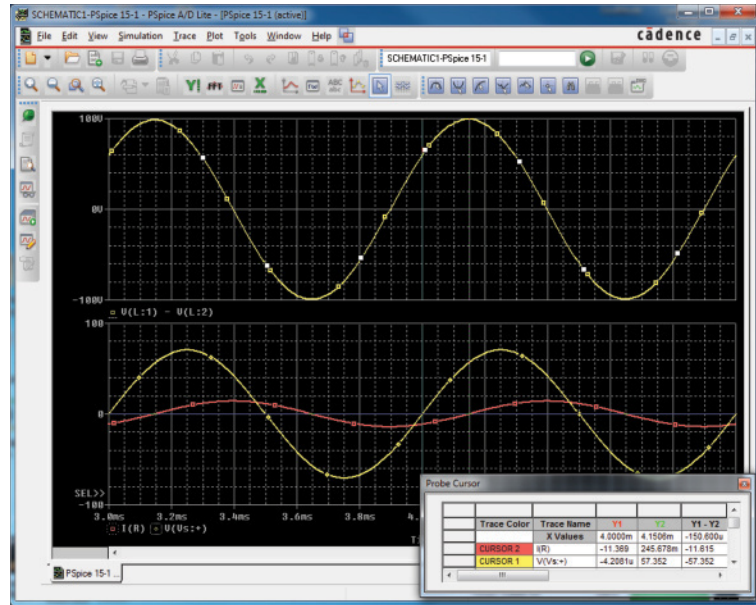 SCHEMATIC1-PSpice 15-1 - PSpice A/D Lite - [PSpice 15-1 (active)]
File Edit View Simulation Trace Plot Tools Window Help
cādence
SCHEMATIC1-PSpice 15-1
100V
0V
-100V
V(L:1) - V(L:2)
100
0
SEL>>
-100
3.0ms 3.2ms 3.4ms 3.6ms 3.8ms 4.
I(R) V(Vs:+)
PSpice 15-1 ...
Probe Cursor
Trace Color Trace Name Y1 Y2 Y1 - Y2
X Values 4.0000m 4.1506m -150.600u
CURSOR 2 I(R) -11.369 245.678m -11.615
CURSOR 1 V(Vs:+) -4.2081u 57.352 -57.352